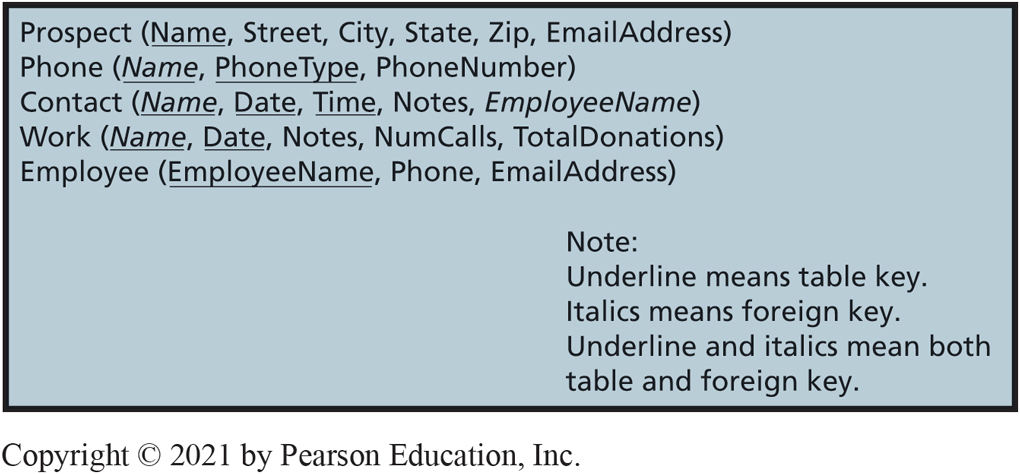 Prospect (Name, Street, City, State, Zip, EmailAddress)
Phone (Name, PhoneType, PhoneNumber)
Contact (Name, Date, Time, Notes, EmployeeName)
Work (Name, Date, Notes, NumCalls, TotalDonations)
Employee (EmployeeName, Phone, EmailAddress)
Note:
Underline means table key.
Italics means foreign key.
Underline and italics mean both
table and foreign key.
Copyright © 2021 by Pearson Education, Inc.